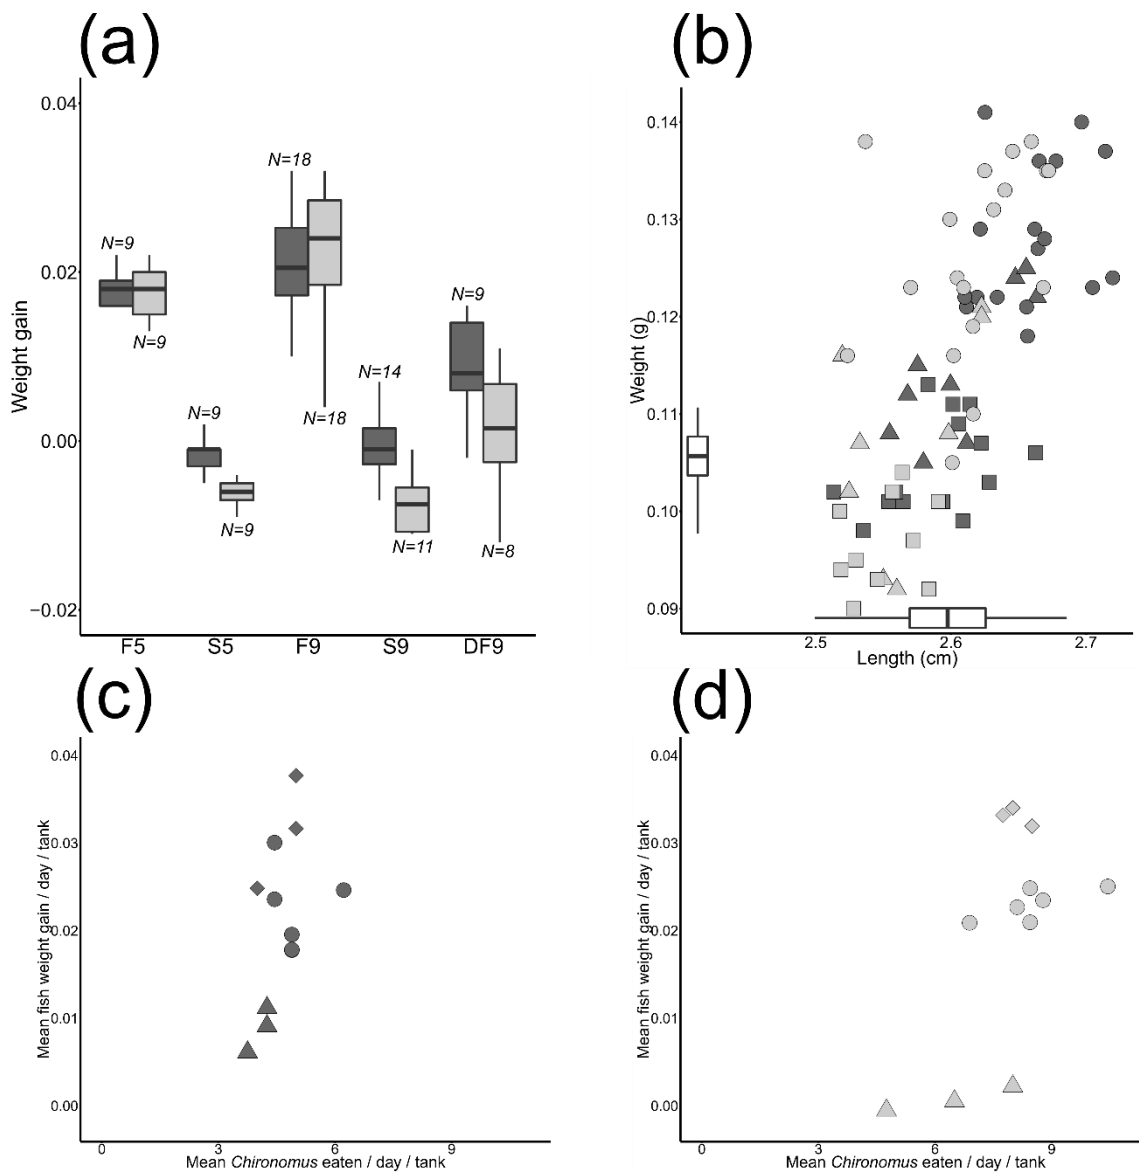 (a)
Weight gain
0.04
0.02
0.00
−0.02
N=9
N=9
N=9
N=9
N=18
N=18
N=14
N=11
N=9
N=8
F5 S5 F9 S9 DF9
(b)
Weight (g)
0.14
0.13
0.12
0.11
0.10
0.09
2.5 2.6 2.7
Length (cm)
(c)
Mean fish weight gain / day / tank
0.04
0.03
0.02
0.01
0.00
0 3 6 9
Mean Chironomus eaten / day / tank
(d)
Mean fish weight gain / day / tank
0.04
0.03
0.02
0.01
0.00
0 3 6 9
Mean Chironomus eaten / day / tank